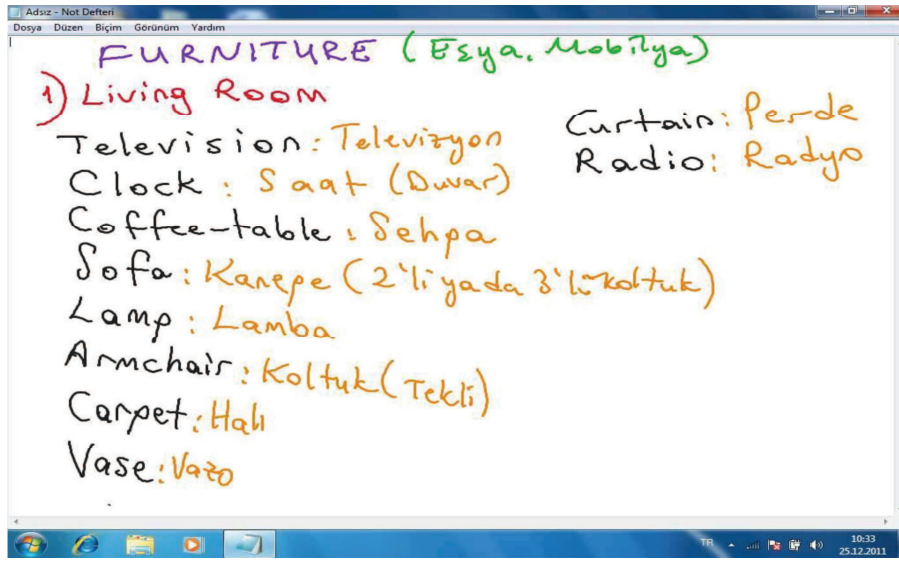 Adsız - Not Defteri
Dosya Düzen Biçim Görünüm Yardım
FURNITURE (Eşya, Mobilya)
1) Living Room
Television: Televizyon
Clock: Saat (Duvar)
Coffee-table: Sehpa
Sofa: Kanepe (2'li yada 3'lü koltuk)
Lamp: Lamba
Armchair: Koltuk (Tekli)
Carpet: Halı
Vase: Vazo
Curtain: Perde
Radio: Radyo
TR
10:33
25.12.2011